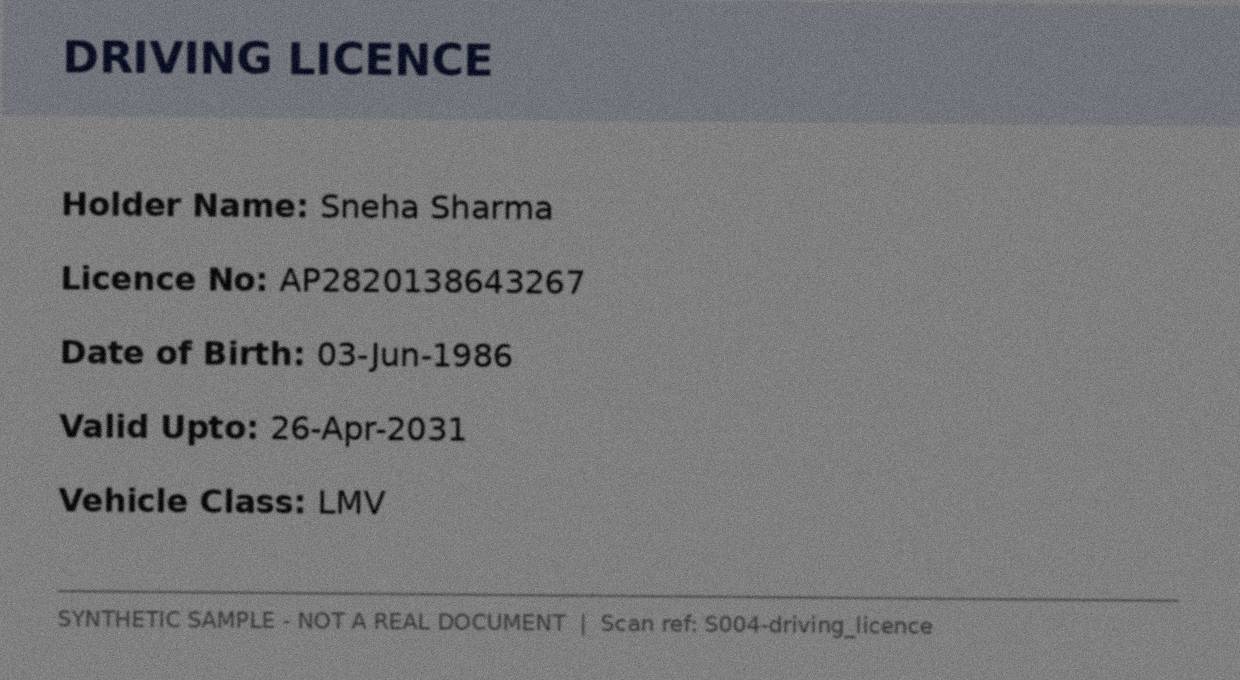 DRIVING LICENCE
Holder Name: Sneha Sharma
Licence No: AP2820138643267
Date of Birth: 03-Jun-1986
Valid Upto: 26-Apr-2031
Vehicle Class: LMV
SYNTHETIC SAMPLE - NOT A REAL DOCUMENT | Scan ref: S004-driving_licence